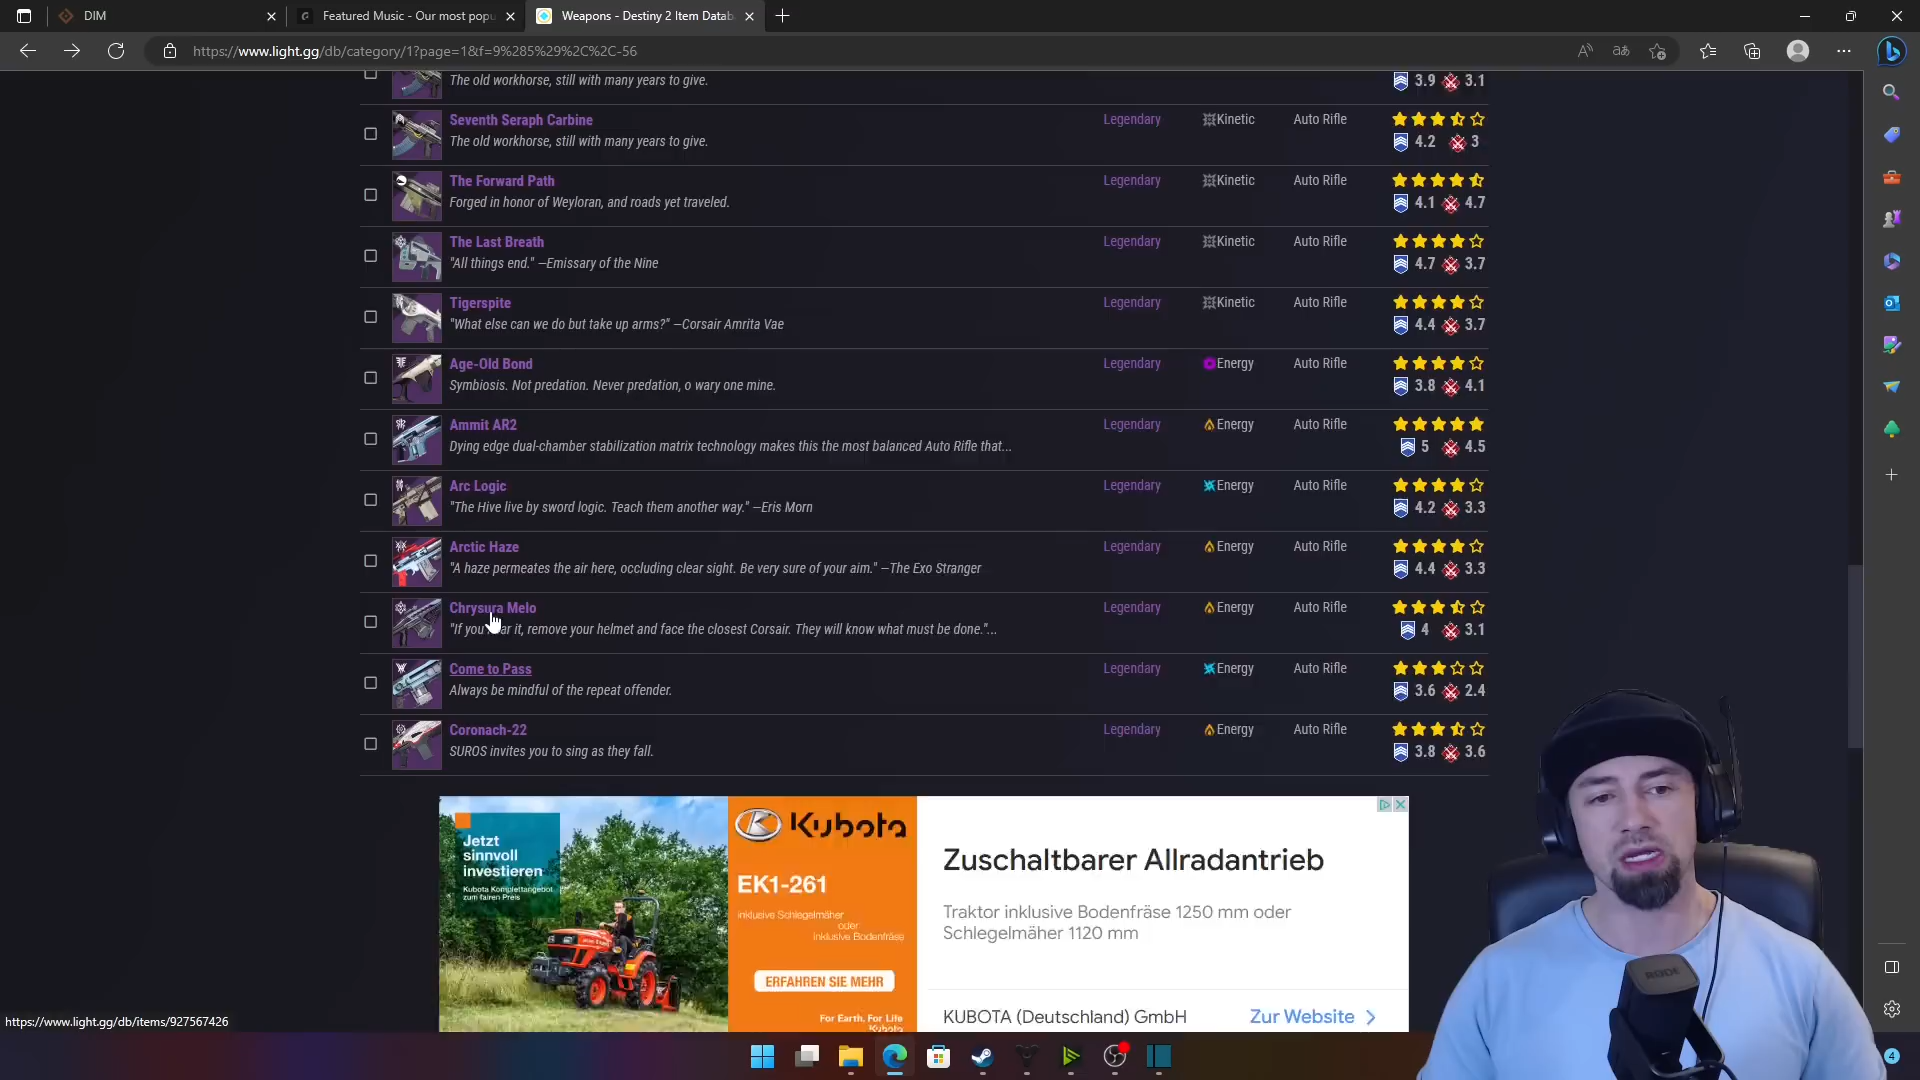 DIM
Featured Music - Our most popu
Weapons - Destiny 2 Item Datab
https://www.light.gg/db/category/1?page=1&f=9%285%29%2C%2C-56
The old workhorse, still with many years to give.
3.9 3.1
Seventh Seraph Carbine Legendary Kinetic Auto Rifle
The old workhorse, still with many years to give. 4.2 3
The Forward Path Legendary Kinetic Auto Rifle
Forged in honor of Weyloran, and roads yet traveled. 4.1 4.7
The Last Breath Legendary Kinetic Auto Rifle
"All things end." —Emissary of the Nine 4.7 3.7
Tigerspite Legendary Kinetic Auto Rifle
"What else can we do but take up arms?" —Corsair Amrita Vae 4.4 3.7
Age-Old Bond Legendary Energy Auto Rifle
Symbiosis. Not predation. Never predation, o wary one mine. 3.8 4.1
Ammit AR2 Legendary Energy Auto Rifle
Dying edge dual-chamber stabilization matrix technology makes this the most balanced Auto Rifle that... 5 4.5
Arc Logic Legendary Energy Auto Rifle
"The Hive live by sword logic. Teach them another way." —Eris Morn 4.2 3.3
Arctic Haze Legendary Energy Auto Rifle
"A haze permeates the air here, occluding clear sight. Be very sure of your aim." —The Exo Stranger 4.4 3.3
Chrysura Melo Legendary Energy Auto Rifle
"If you hear it, remove your helmet and face the closest Corsair. They will know what must be done."... 4 3.1
Come to Pass Legendary Energy Auto Rifle
Always be mindful of the repeat offender. 3.6 2.4
Coronach-22 Legendary Energy Auto Rifle
SUROS invites you to sing as they fall. 3.8 3.6
Jetzt
sinnvoll
investieren
Kubota Komplettangebot
zum fairen Preis
Kubota
EK1-261
inklusive Schlegelmäher
oder
inklusive Bodenfräse
ERFAHREN SIE MEHR
For Earth. For Life
Kubota
Zuschaltbarer Allradantrieb
Traktor inklusive Bodenfräse 1250 mm oder
Schlegelmäher 1120 mm
KUBOTA (Deutschland) GmbH
Zur Website
https://www.light.gg/db/items/927567426
RODE
4